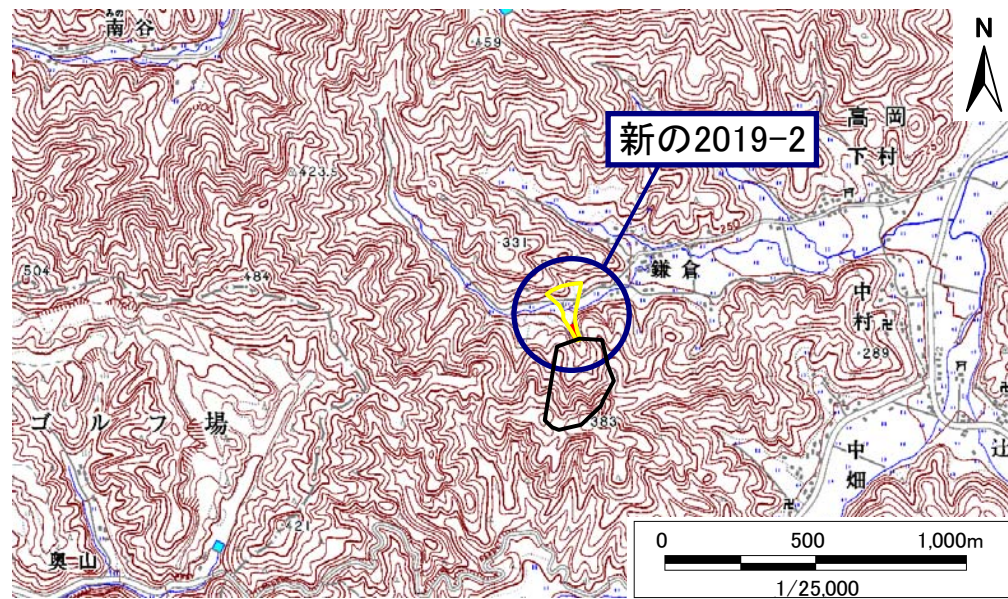 南谷
459
N
新の2019-2
高岡
下村
423.5
250
331
鎌倉
504
484
中村
289
ゴルフ場
383
辻
中畑
421
奥山
0 500 1,000m
1/25,000